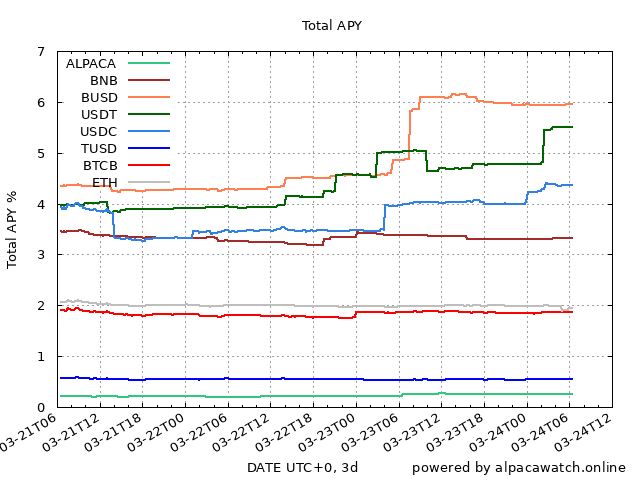 Total APY
Total APY %
7
6
5
4
3
2
1
0
ALPACA
BNB
BUSD
USDT
USDC
TUSD
BTCB
ETH
03-21T06
03-21T12
03-21T18
03-22T00
03-22T06
03-22T12
03-22T18
03-23T00
03-23T06
03-23T12
03-23T18
03-24T00
03-24T06
03-24T12
DATE UTC+0, 3d
powered by alpacawatch.online